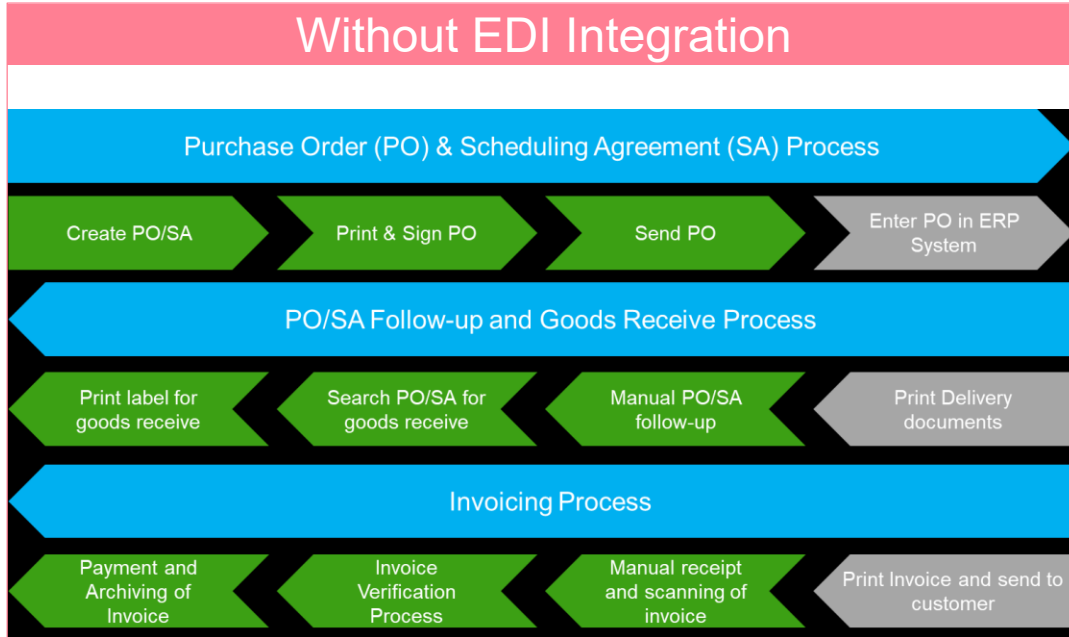 Without EDI Integration
Purchase Order (PO) & Scheduling Agreement (SA) Process
Create PO/SA
Print & Sign PO
Send PO
Enter PO in ERP
System
PO/SA Follow-up and Goods Receive Process
Print label for
goods receive
Search PO/SA for
goods receive
Manual PO/SA
follow-up
Print Delivery
documents
Invoicing Process
Payment and
Archiving of
Invoice
Invoice
Verification
Process
Manual receipt
and scanning of
invoice
Print Invoice and send to
customer